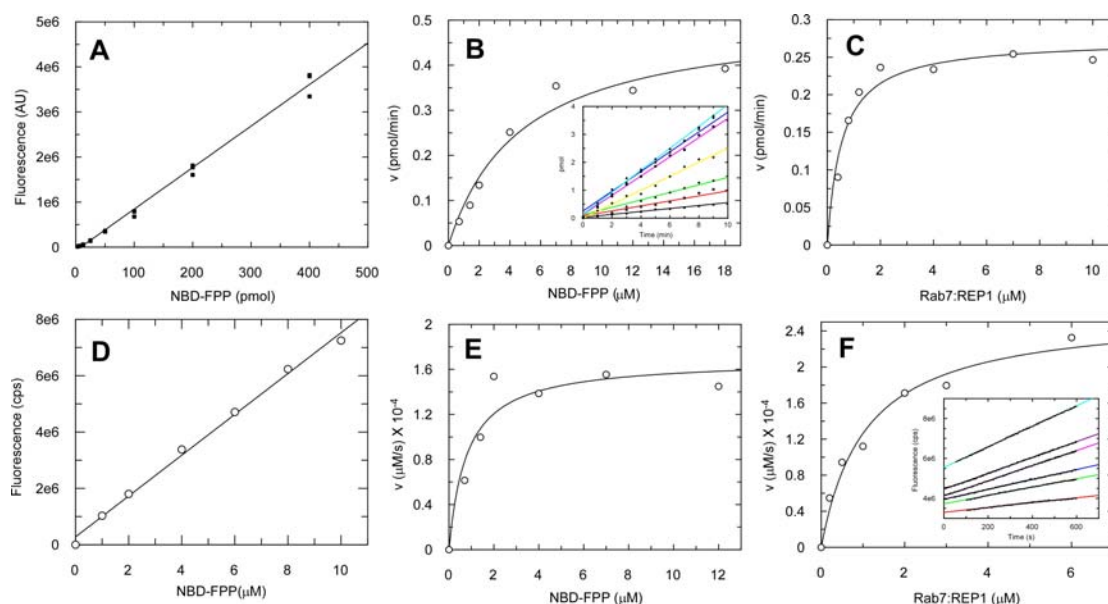 A
Fluorescence (AU)
5e6
4e6
3e6
2e6
1e6
0
0 100 200 300 400 500
NBD-FPP (pmol)
B
v (pmol/min)
0.5
0.4
0.3
0.2
0.1
0
0 2 4 6 8 10 12 14 16 18
NBD-FPP (μM)
pmol
4
3
2
1
0
0 2 4 6 8 10
Time (min)
C
v (pmol/min)
0.3
0.25
0.2
0.15
0.1
0.05
0
0 2 4 6 8 10
Rab7:REP1 (μM)
D
Fluorescence (cps)
8e6
6e6
4e6
2e6
0
0 2 4 6 8 10
NBD-FPP(μM)
E
v (μM/s) X 10-4
2
1.6
1.2
0.8
0.4
0
0 2 4 6 8 10 12
NBD-FPP (μM)
F
v (μM/s) X 10-4
2.4
2
1.6
1.2
0.8
0.4
0
0 2 4 6
Rab7:REP1 (μM)
Fluorescence (cps)
8e6
6e6
4e6
0 200 400 600
Time (s)